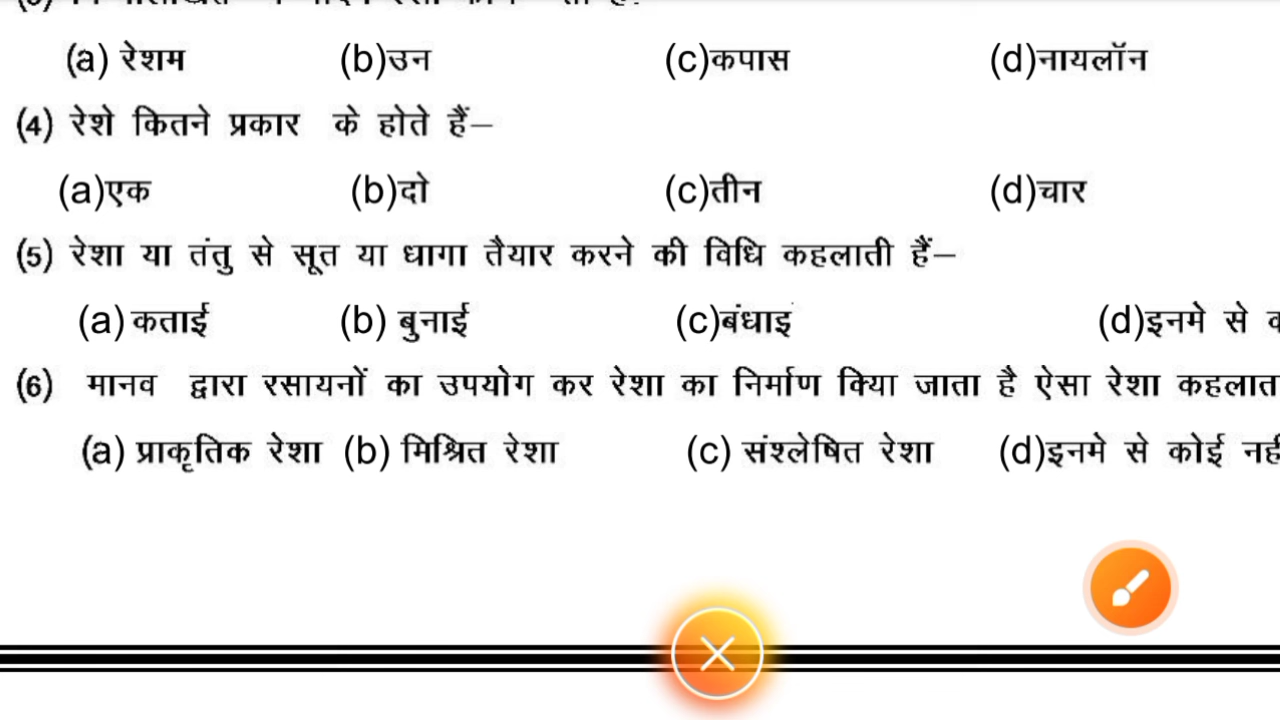 (a) रेशम (b)उन (c)कपास (d)नायलॉन
(4) रेशे कितने प्रकार के होते हैं–
(a)एक (b)दो (c)तीन (d)चार
(5) रेशा या तंतु से सूत या धागा तैयार करने की विधि कहलाती हैं–
(a) कताई (b) बुनाई (c)बंधाइ (d)इनमे से
(6) मानव द्वारा रसायनों का उपयोग कर रेशा का निर्माण किया जाता है ऐसा रेशा
(a) प्राकृतिक रेशा (b) मिश्रित रेशा (c) संश्लेषित रेशा (d)इनमे से कोई